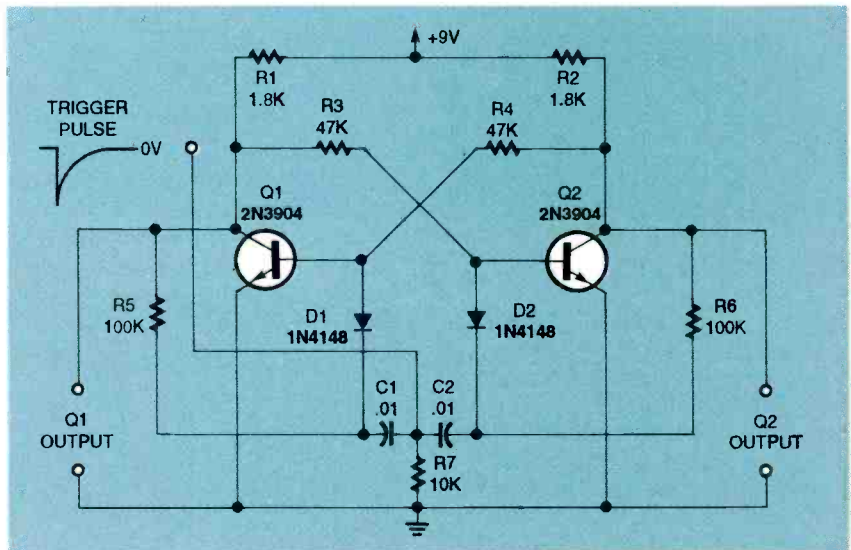 +9V
R1
1.8K
R2
1.8K
TRIGGER
PULSE
0V
R3
47K
R4
47K
Q1
2N3904
Q2
2N3904
R5
100K
D1
1N4148
D2
1N4148
R6
100K
C1
.01
C2
.01
Q1
OUTPUT
R7
10K
Q2
OUTPUT